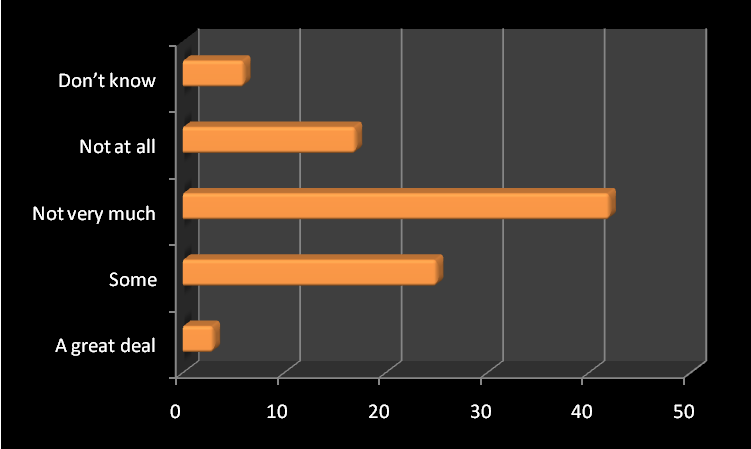 Don’t know
Not at all
Not very much
Some
A great deal
0 10 20 30 40 50